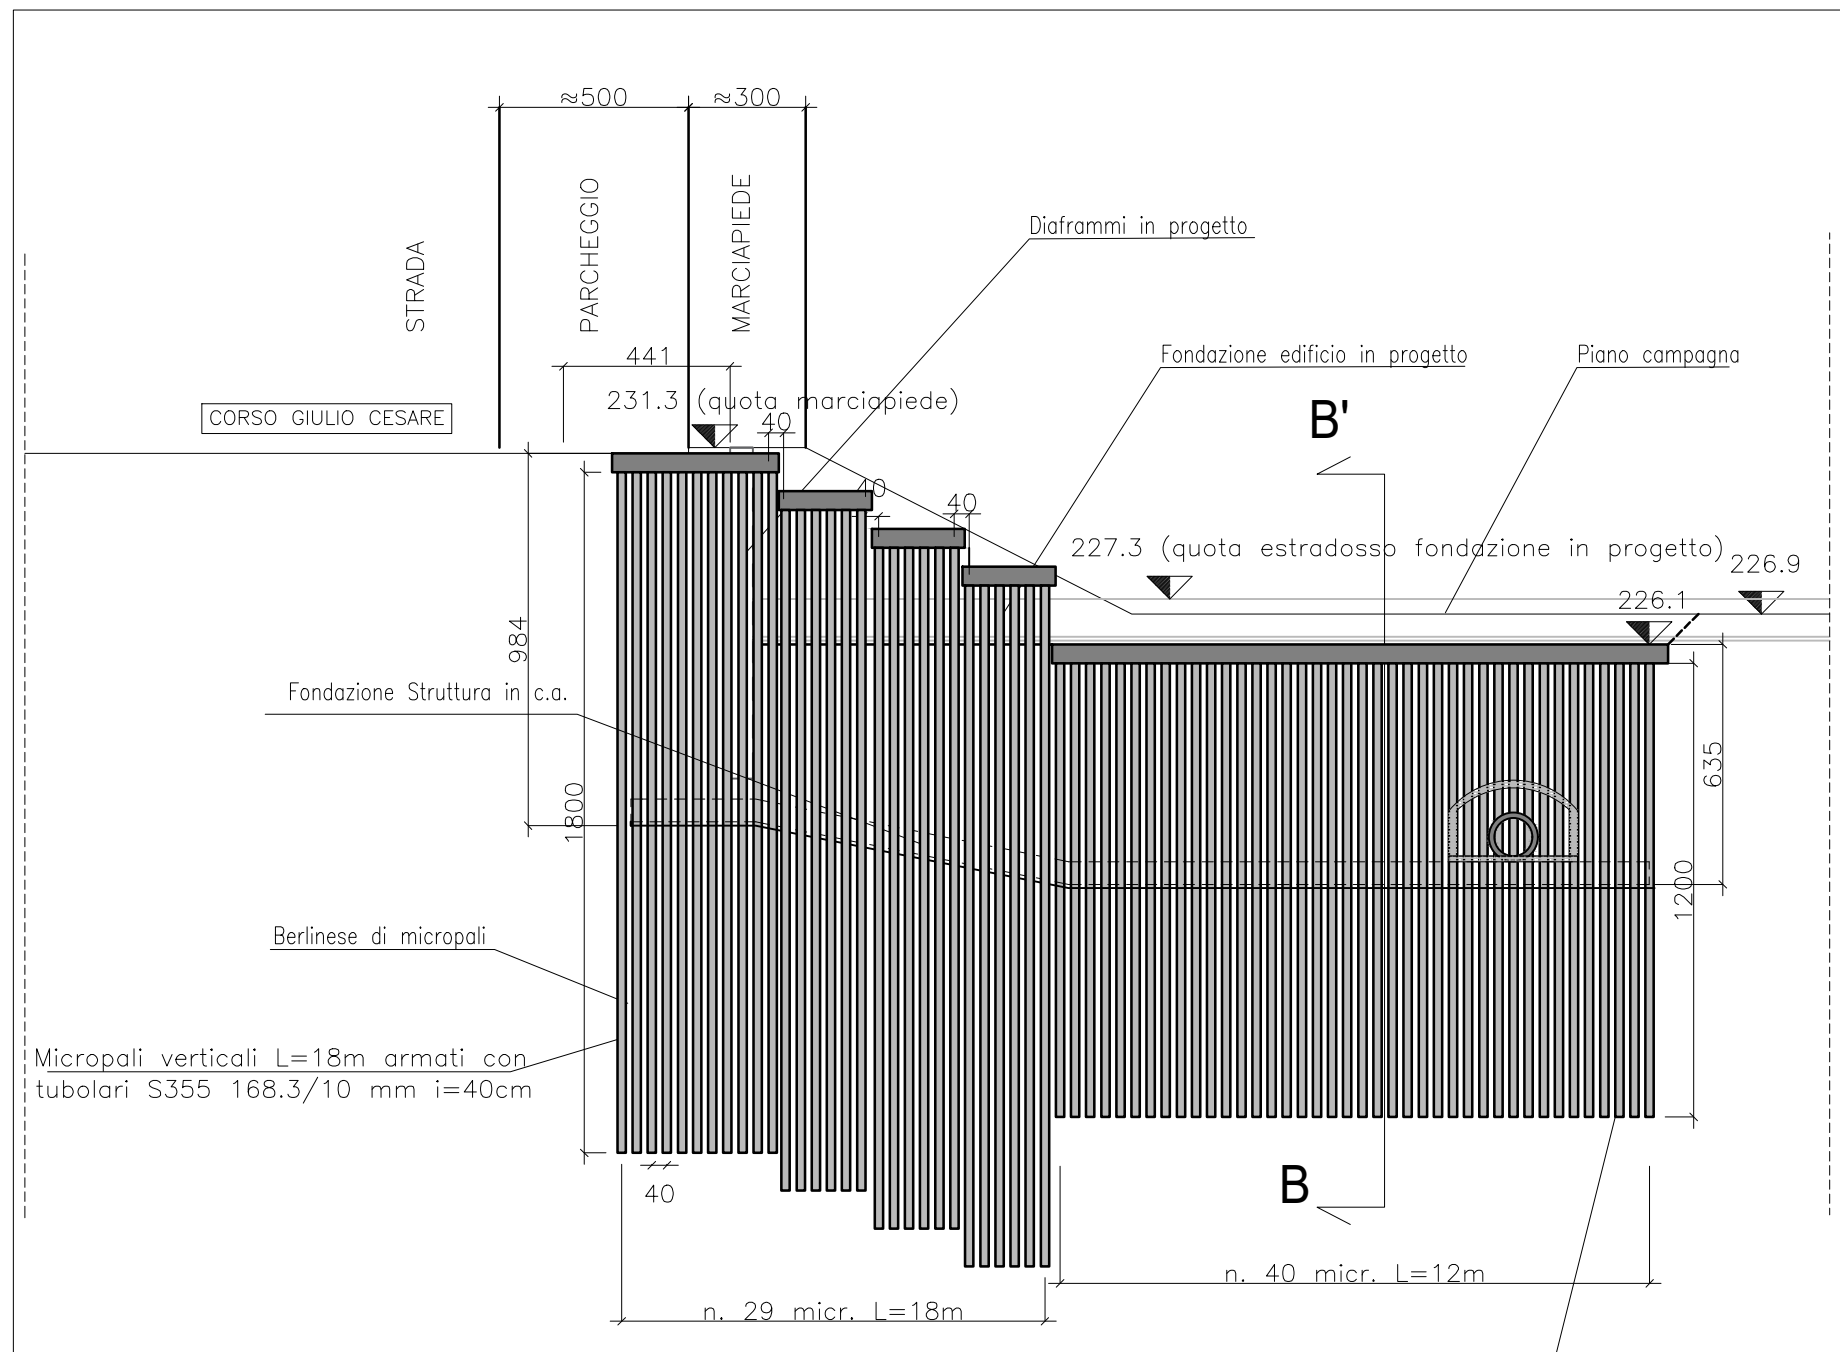 ≈500
≈300
STRADA
PARCHEGGIO
MARCIAPIEDE
Diaframmi in progetto
441
Fondazione edificio in progetto
Piano campagna
231.3 (quota marciapiede)
CORSO GIULIO CESARE
40
B'
40
40
227.3 (quota estradosso fondazione in progetto)
226.9
226.1
984
Fondazione Struttura in c.a.
635
1800
1200
Berlinese di micropali
Micropali verticali L=18m armati con
tubolari S355 168.3/10 mm i=40cm
40
B
n. 40 micr. L=12m
n. 29 micr. L=18m